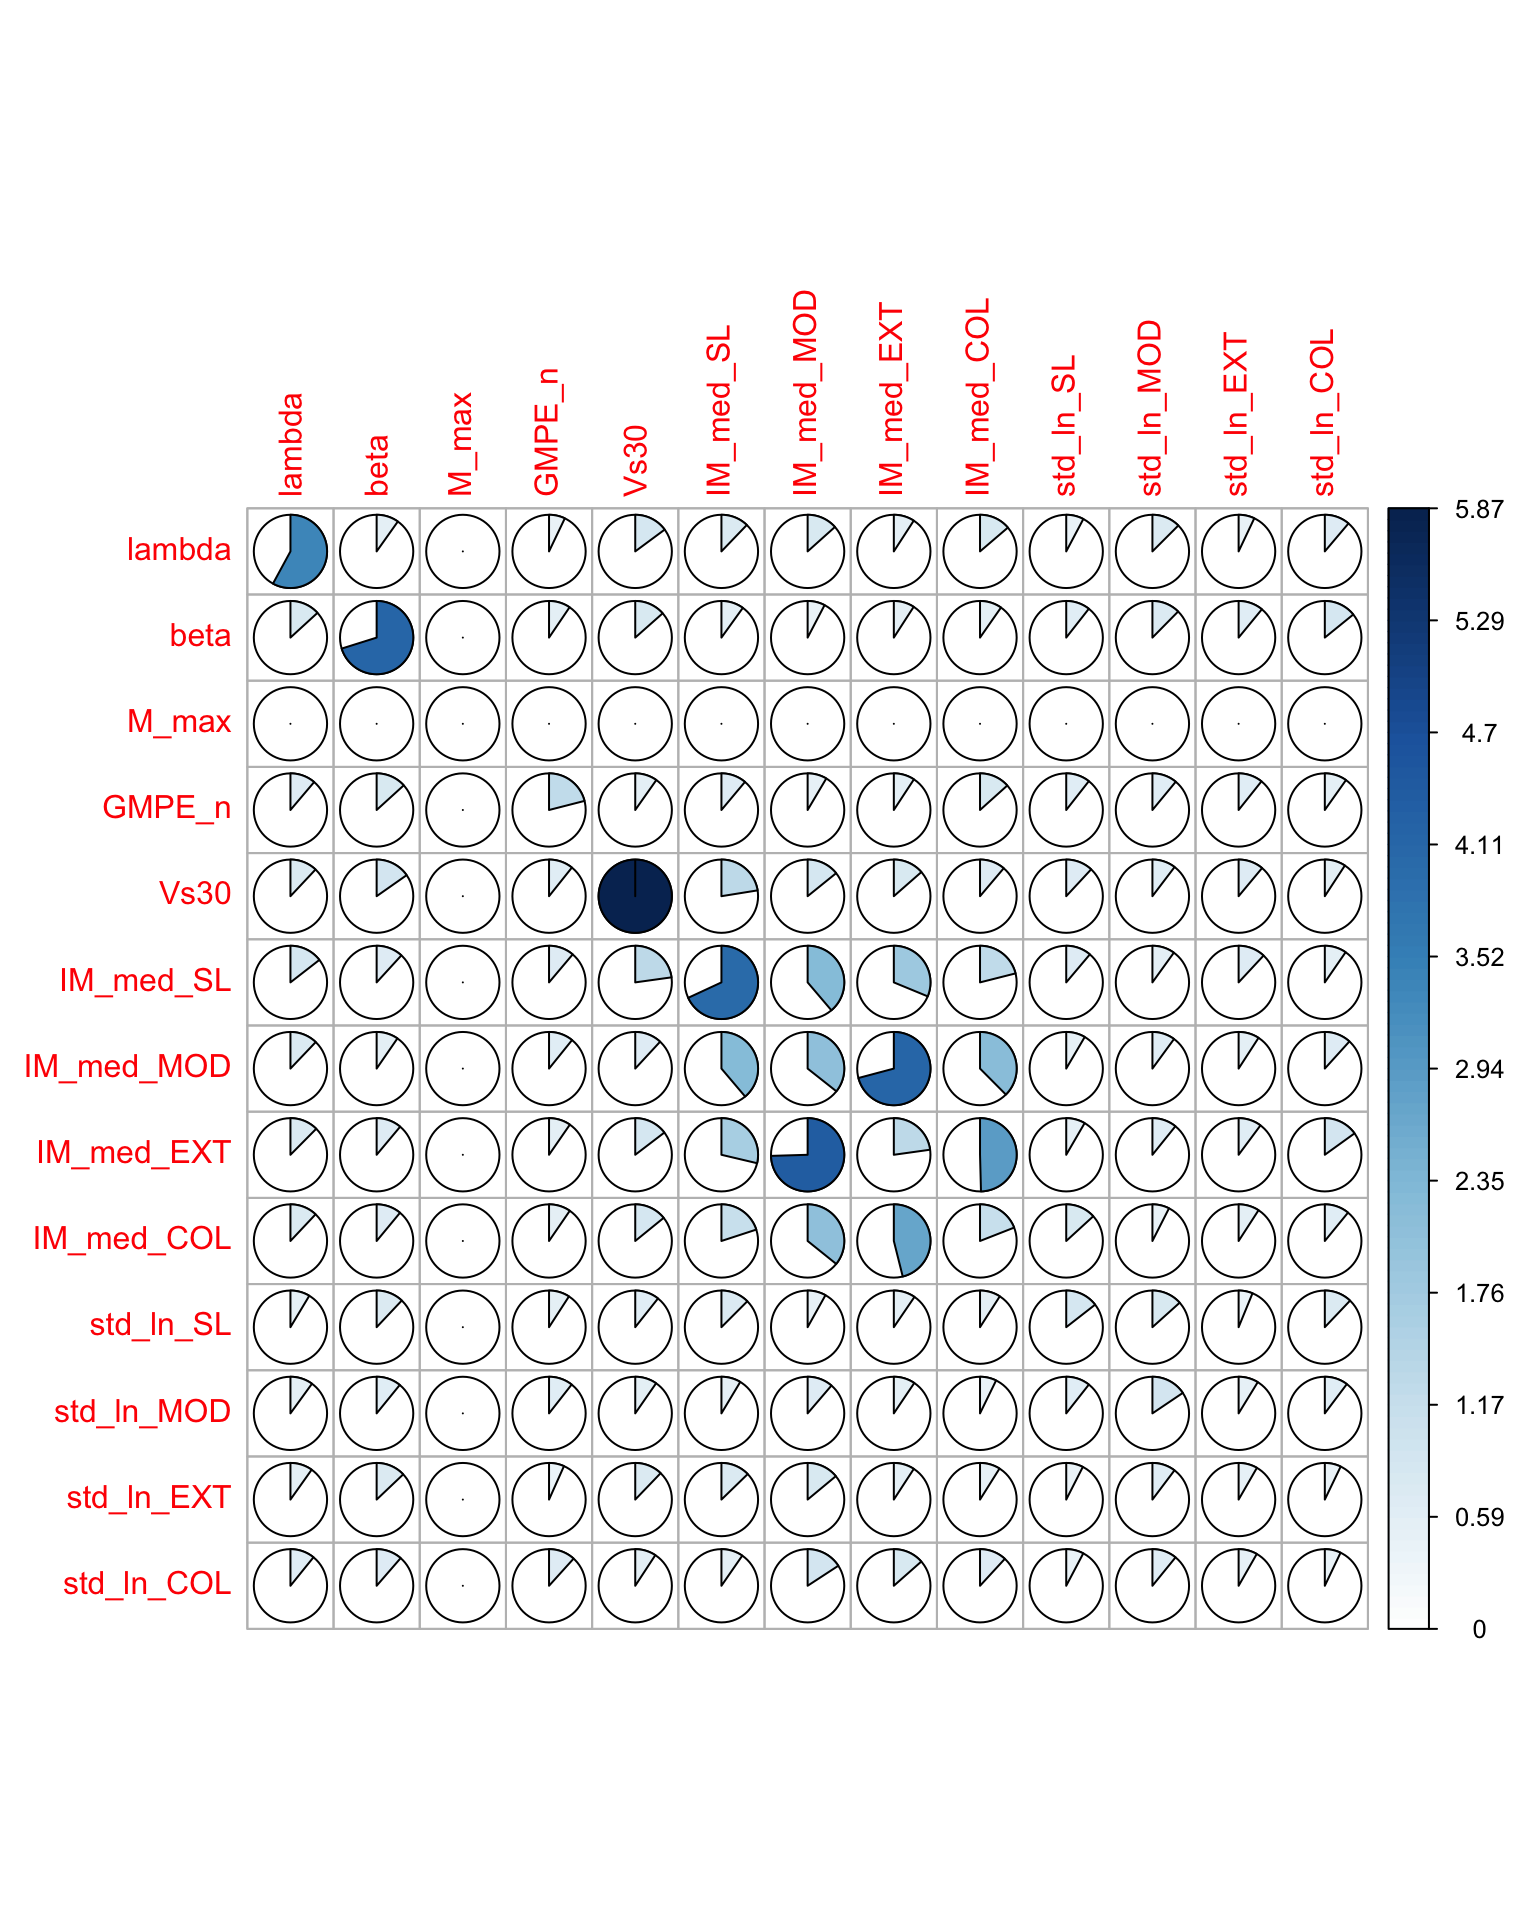 lambda
beta
M_max
GMPE_n
Vs30
IM_med_SL
IM_med_MOD
IM_med_EXT
IM_med_COL
std_ln_SL
std_ln_MOD
std_ln_EXT
std_ln_COL
lambda
beta
M_max
GMPE_n
Vs30
IM_med_SL
IM_med_MOD
IM_med_EXT
IM_med_COL
std_ln_SL
std_ln_MOD
std_ln_EXT
std_ln_COL
5.87
5.29
4.7
4.11
3.52
2.94
2.35
1.76
1.17
0.59
0